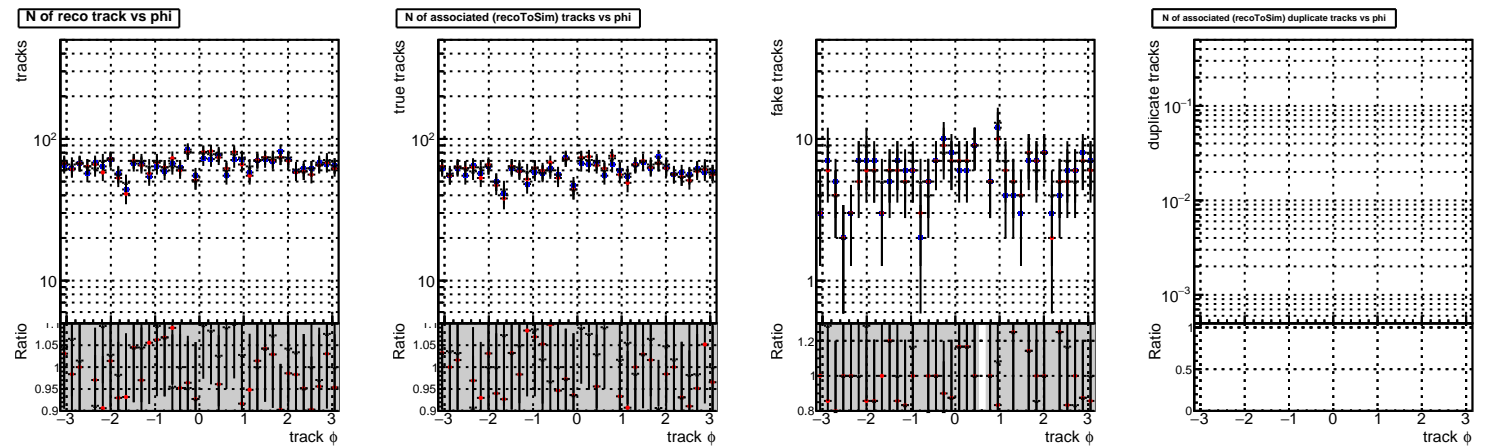 N of reco track vs phi
tracks
10²
10
Ratio
1.05
1
0.95
0.9
−3 −2 −1 0 1 2 3
track ϕ
N of associated (recoToSim) tracks vs phi
true tracks
10²
10
Ratio
1.05
1
0.95
0.9
−3 −2 −1 0 1 2 3
track ϕ
fake tracks
10
1
Ratio
1.2
1
0.8
−3 −2 −1 0 1 2 3
track ϕ
N of associated (recoToSim) duplicate tracks vs phi
duplicate tracks
10⁻¹
10⁻²
10⁻³
Ratio
1
0.5
0
−3 −2 −1 0 1 2 3
track ϕ